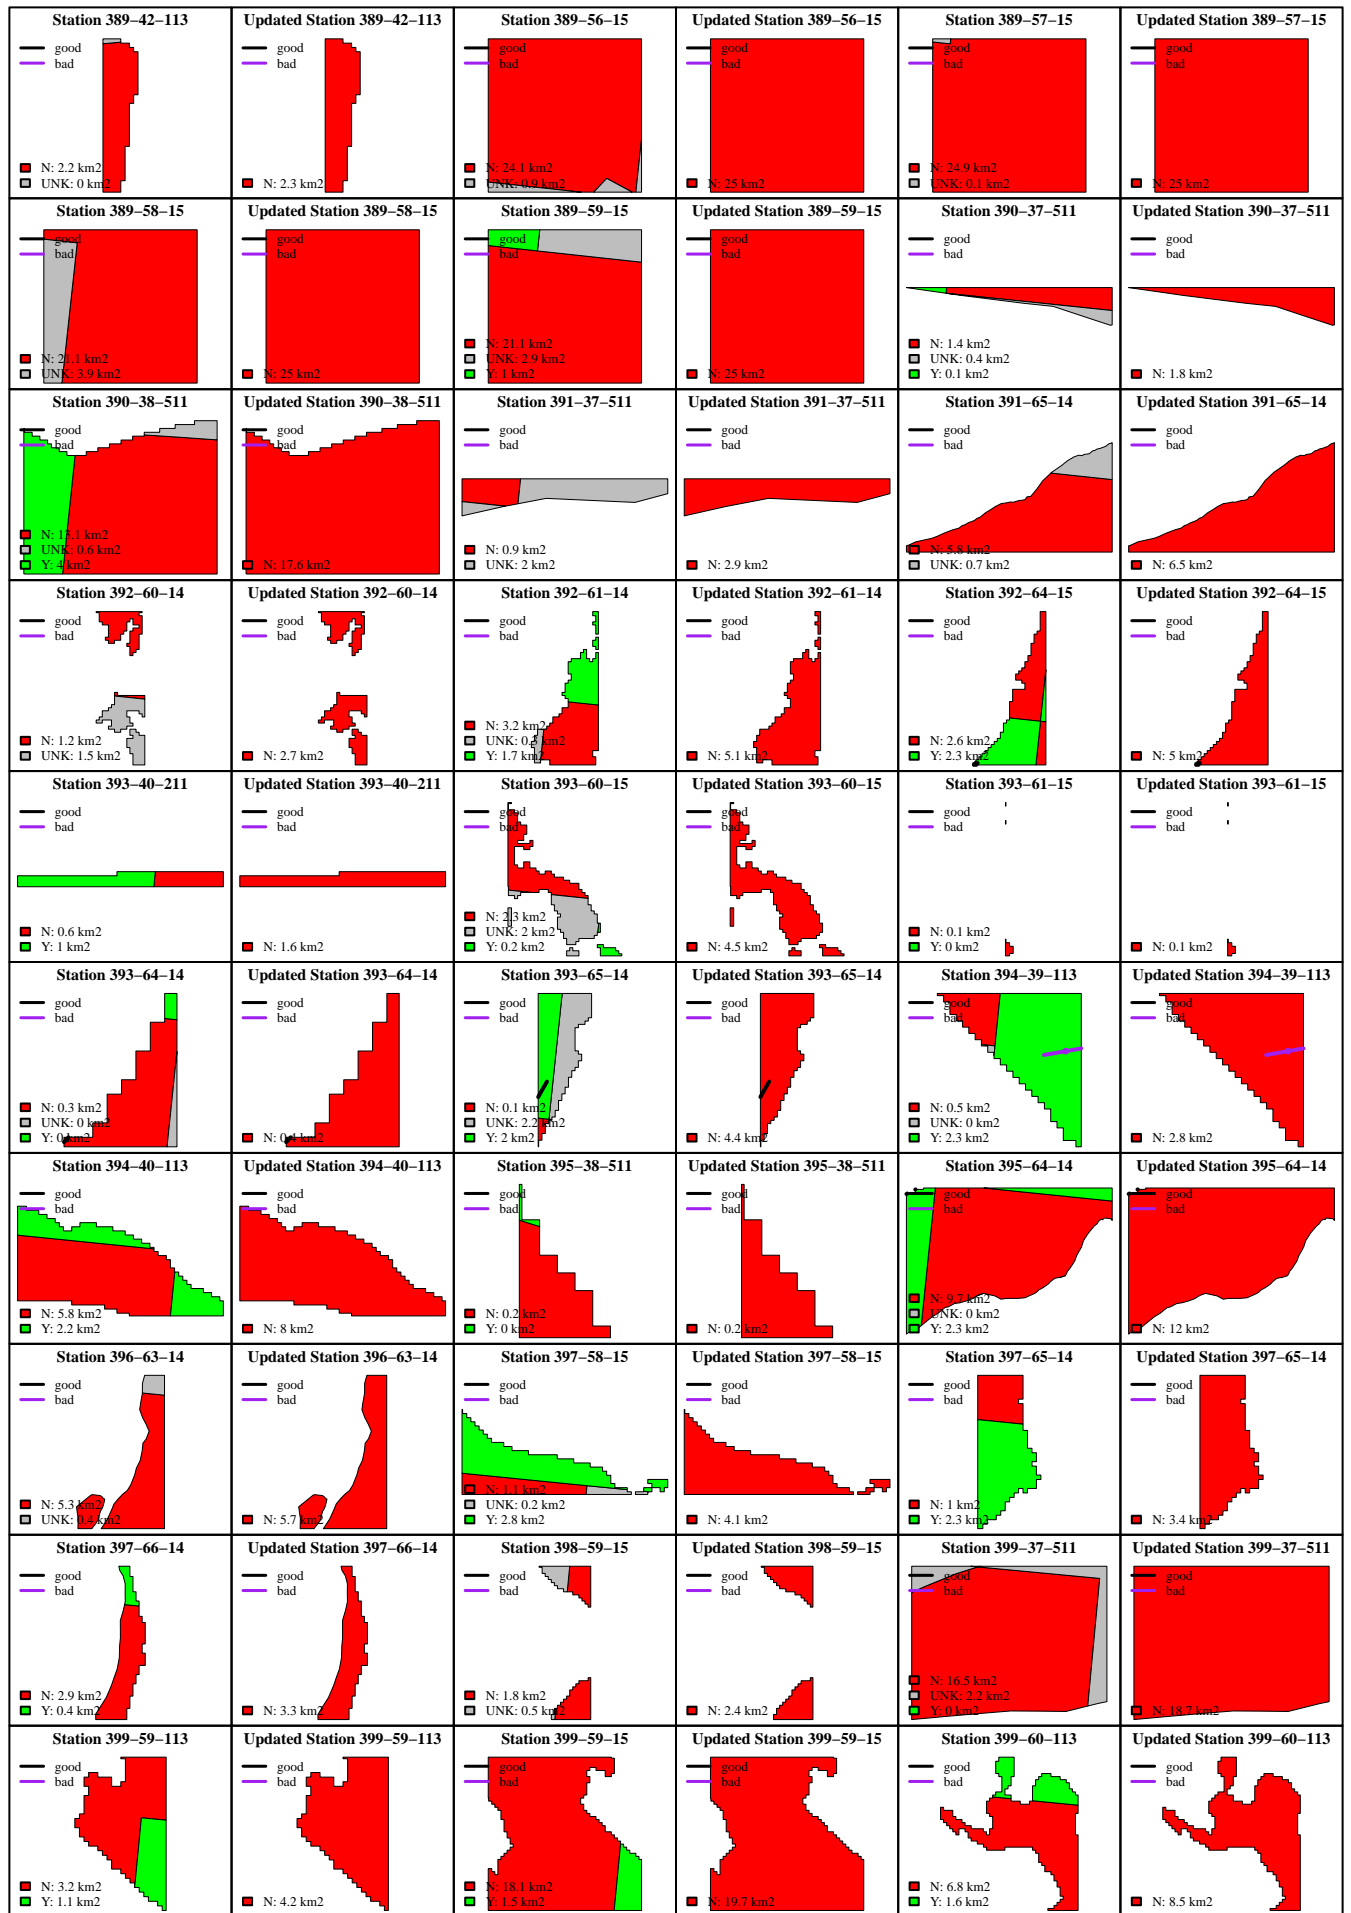 Station 389−42−113
good
bad
N: 2.2 km2
UNK: 0 km2
Updated Station 389−42−113
good
bad
N: 2.3 km2
Station 389−56−15
good
bad
N: 24.1 km2
UNK: 0.9 km2
Updated Station 389−56−15
good
bad
N: 25 km2
Station 389−57−15
good
bad
N: 24.9 km2
UNK: 0.1 km2
Updated Station 389−57−15
good
bad
N: 25 km2
Station 389−58−15
good
bad
N: 21.1 km2
UNK: 3.9 km2
Updated Station 389−58−15
good
bad
N: 25 km2
Station 389−59−15
good
bad
N: 21.1 km2
UNK: 2.9 km2
Y: 1 km2
Updated Station 389−59−15
good
bad
N: 25 km2
Station 390−37−511
good
bad
N: 1.4 km2
UNK: 0.4 km2
Y: 0.1 km2
Updated Station 390−37−511
good
bad
N: 1.8 km2
Station 390−38−511
good
bad
N: 13.1 km2
UNK: 0.6 km2
Y: 4 km2
Updated Station 390−38−511
good
bad
N: 17.6 km2
Station 391−37−511
good
bad
N: 0.9 km2
UNK: 2 km2
Updated Station 391−37−511
good
bad
N: 2.9 km2
Station 391−65−14
good
bad
N: 5.8 km2
UNK: 0.7 km2
Updated Station 391−65−14
good
bad
N: 6.5 km2
Station 392−60−14
good
bad
N: 1.2 km2
UNK: 1.5 km2
Updated Station 392−60−14
good
bad
N: 2.7 km2
Station 392−61−14
good
bad
N: 3.2 km2
UNK: 0.3 km2
Y: 1.7 km2
Updated Station 392−61−14
good
bad
N: 5.1 km2
Station 392−64−15
good
bad
N: 2.6 km2
Y: 2.3 km2
Updated Station 392−64−15
good
bad
N: 5 km2
Station 393−40−211
good
bad
N: 0.6 km2
Y: 1 km2
Updated Station 393−40−211
good
bad
N: 1.6 km2
Station 393−60−15
good
bad
N: 2.3 km2
UNK: 2 km2
Y: 0.2 km2
Updated Station 393−60−15
good
bad
N: 4.5 km2
Station 393−61−15
good
bad
N: 0.1 km2
Y: 0 km2
Updated Station 393−61−15
good
bad
N: 0.1 km2
Station 393−64−14
good
bad
N: 0.3 km2
UNK: 0 km2
Y: 0 km2
Updated Station 393−64−14
good
bad
N: 0.4 km2
Station 393−65−14
good
bad
N: 0.1 km2
UNK: 2.2 km2
Y: 2 km2
Updated Station 393−65−14
good
bad
N: 4.4 km2
Station 394−39−113
good
bad
N: 0.5 km2
UNK: 0 km2
Y: 2.3 km2
Updated Station 394−39−113
good
bad
N: 2.8 km2
Station 394−40−113
good
bad
N: 5.8 km2
Y: 2.2 km2
Updated Station 394−40−113
good
bad
N: 8 km2
Station 395−38−511
good
bad
N: 0.2 km2
Y: 0 km2
Updated Station 395−38−511
good
bad
N: 0.2 km2
Station 395−64−14
good
bad
N: 9.7 km2
UNK: 0 km2
Y: 2.3 km2
Updated Station 395−64−14
good
bad
N: 12 km2
Station 396−63−14
good
bad
N: 5.3 km2
UNK: 0.4 km2
Updated Station 396−63−14
good
bad
N: 5.7 km2
Station 397−58−15
good
bad
N: 1.1 km2
UNK: 0.2 km2
Y: 2.8 km2
Updated Station 397−58−15
good
bad
N: 4.1 km2
Station 397−65−14
good
bad
N: 1 km2
Y: 2.3 km2
Updated Station 397−65−14
good
bad
N: 3.4 km2
Station 397−66−14
good
bad
N: 2.9 km2
Y: 0.4 km2
Updated Station 397−66−14
good
bad
N: 3.3 km2
Station 398−59−15
good
bad
N: 1.8 km2
UNK: 0.5 km2
Updated Station 398−59−15
good
bad
N: 2.4 km2
Station 399−37−511
good
bad
N: 16.5 km2
UNK: 2.2 km2
Y: 0 km2
Updated Station 399−37−511
good
bad
N: 18.7 km2
Station 399−59−113
good
bad
N: 3.2 km2
Y: 1.1 km2
Updated Station 399−59−113
good
bad
N: 4.2 km2
Station 399−59−15
good
bad
N: 18.1 km2
Y: 1.5 km2
Updated Station 399−59−15
good
bad
N: 19.7 km2
Station 399−60−113
good
bad
N: 6.8 km2
Y: 1.6 km2
Updated Station 399−60−113
good
bad
N: 8.5 km2